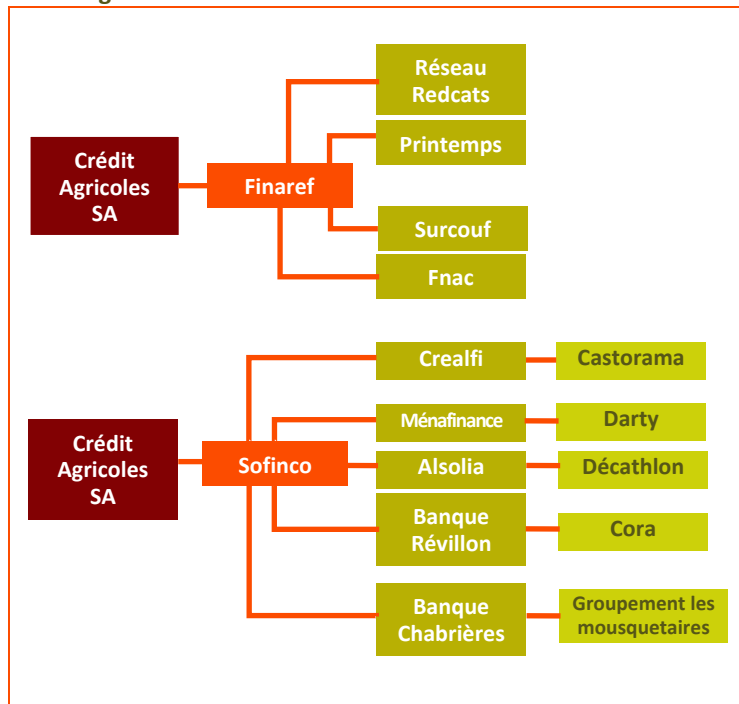 Réseau
Redcats
Printemps
Crédit
Agricoles
SA
Finaref
Surcouf
Fnac
Crealfi
Castorama
Ménafinance
Darty
Crédit
Agricoles
SA
Sofinco
Alsolia
Décathlon
Banque
Révillon
Cora
Banque
Chabrières
Groupement les
mousquetaires